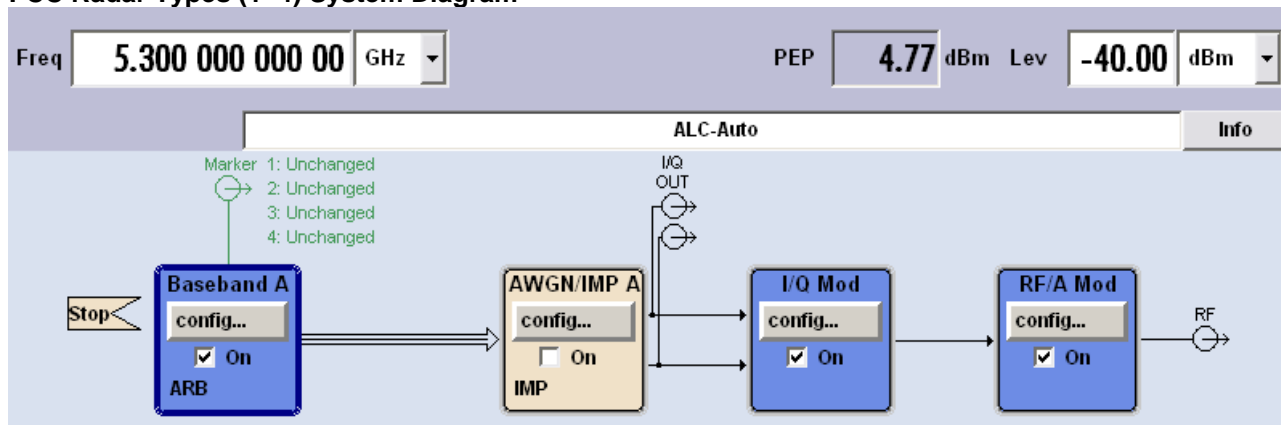 Freq 5.300 000 000 00 GHz PEP 4.77 dBm Lev -40.00 dBm
ALC-Auto Info
Marker 1: Unchanged
2: Unchanged
3: Unchanged
4: Unchanged
I/Q
OUT
Stop
Baseband A
config...
On
ARB
AWGN/IMP A
config...
On
IMP
I/Q Mod
config...
On
RF/A Mod
config...
On
RF